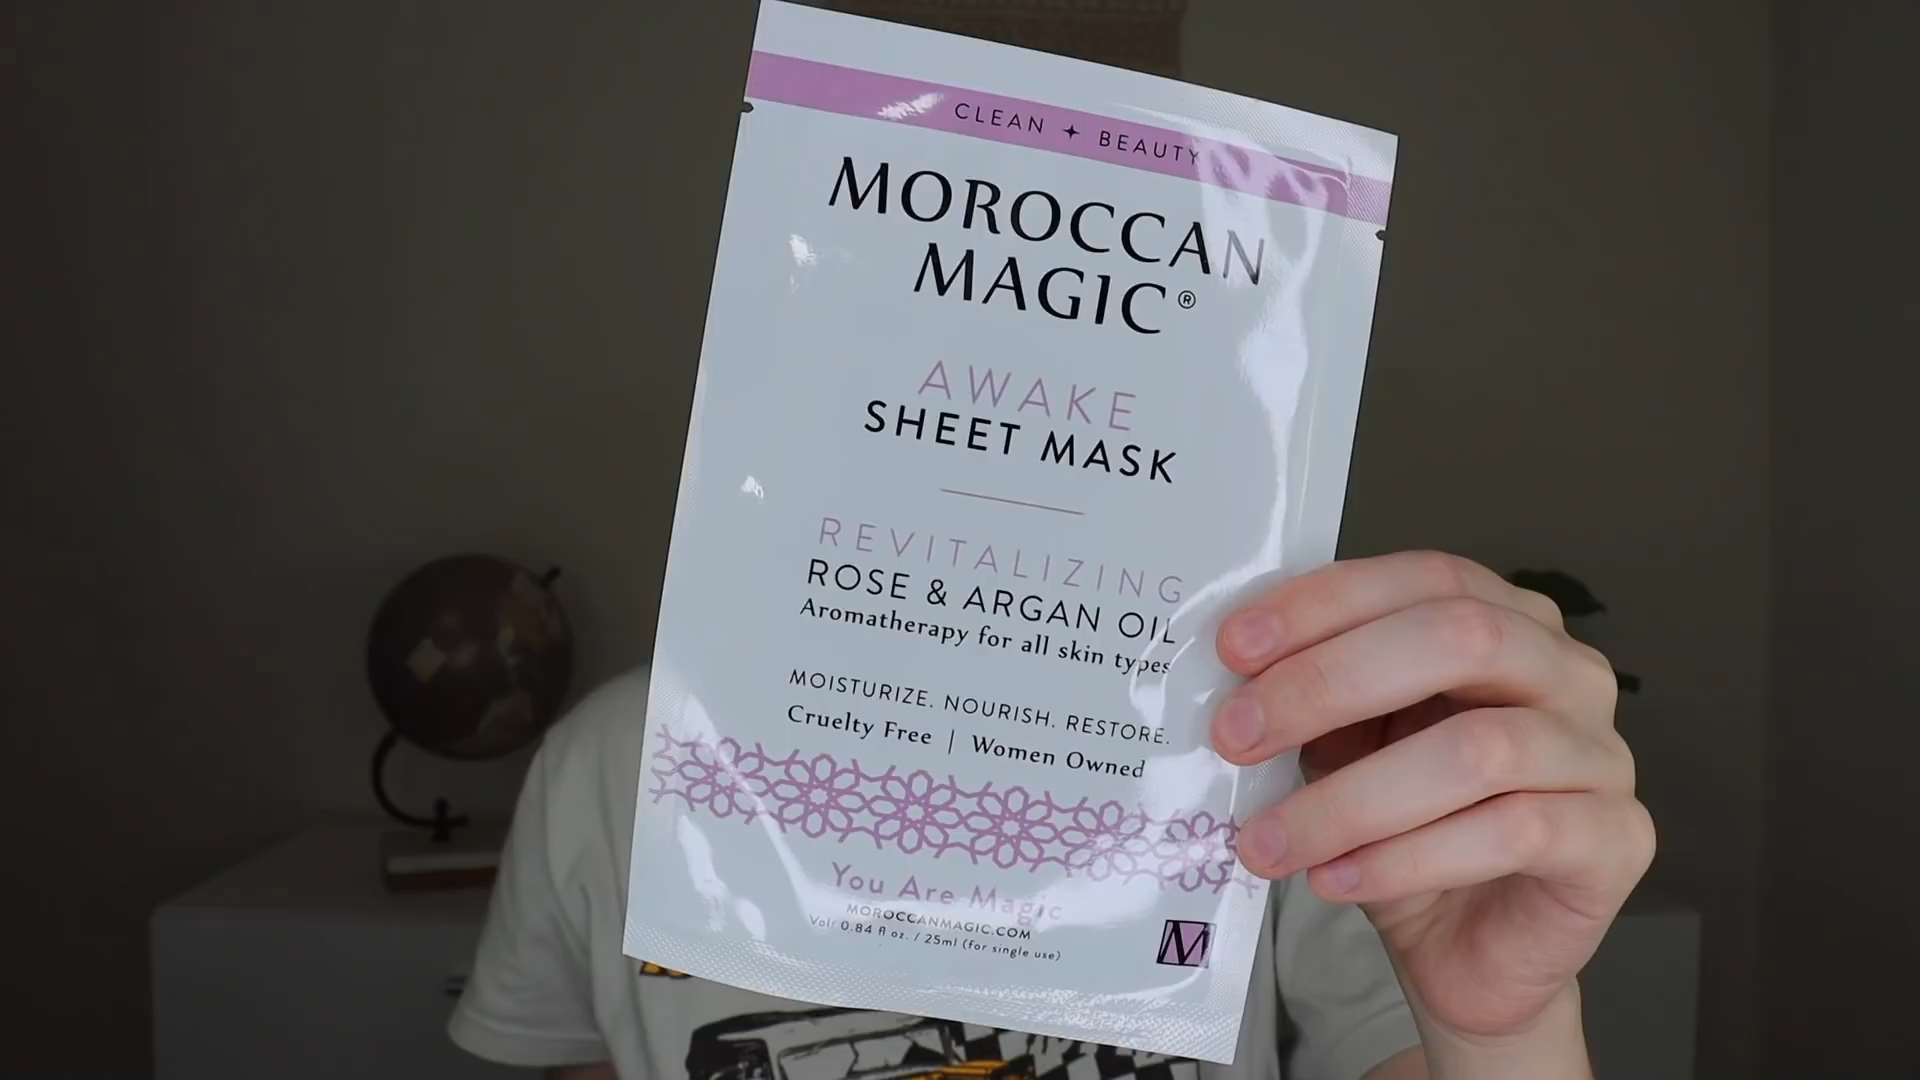 CLEAN ✦ BEAUTY
MOROCCAN
MAGIC®
AWAKE
SHEET MASK
REVITALIZING
ROSE & ARGAN OIL
Aromatherapy for all skin types
MOISTURIZE. NOURISH. RESTORE.
Cruelty Free | Women Owned
You Are Magic
MOROCCANMAGIC.COM
0.84 fl oz. / 25ml (for single use)
M